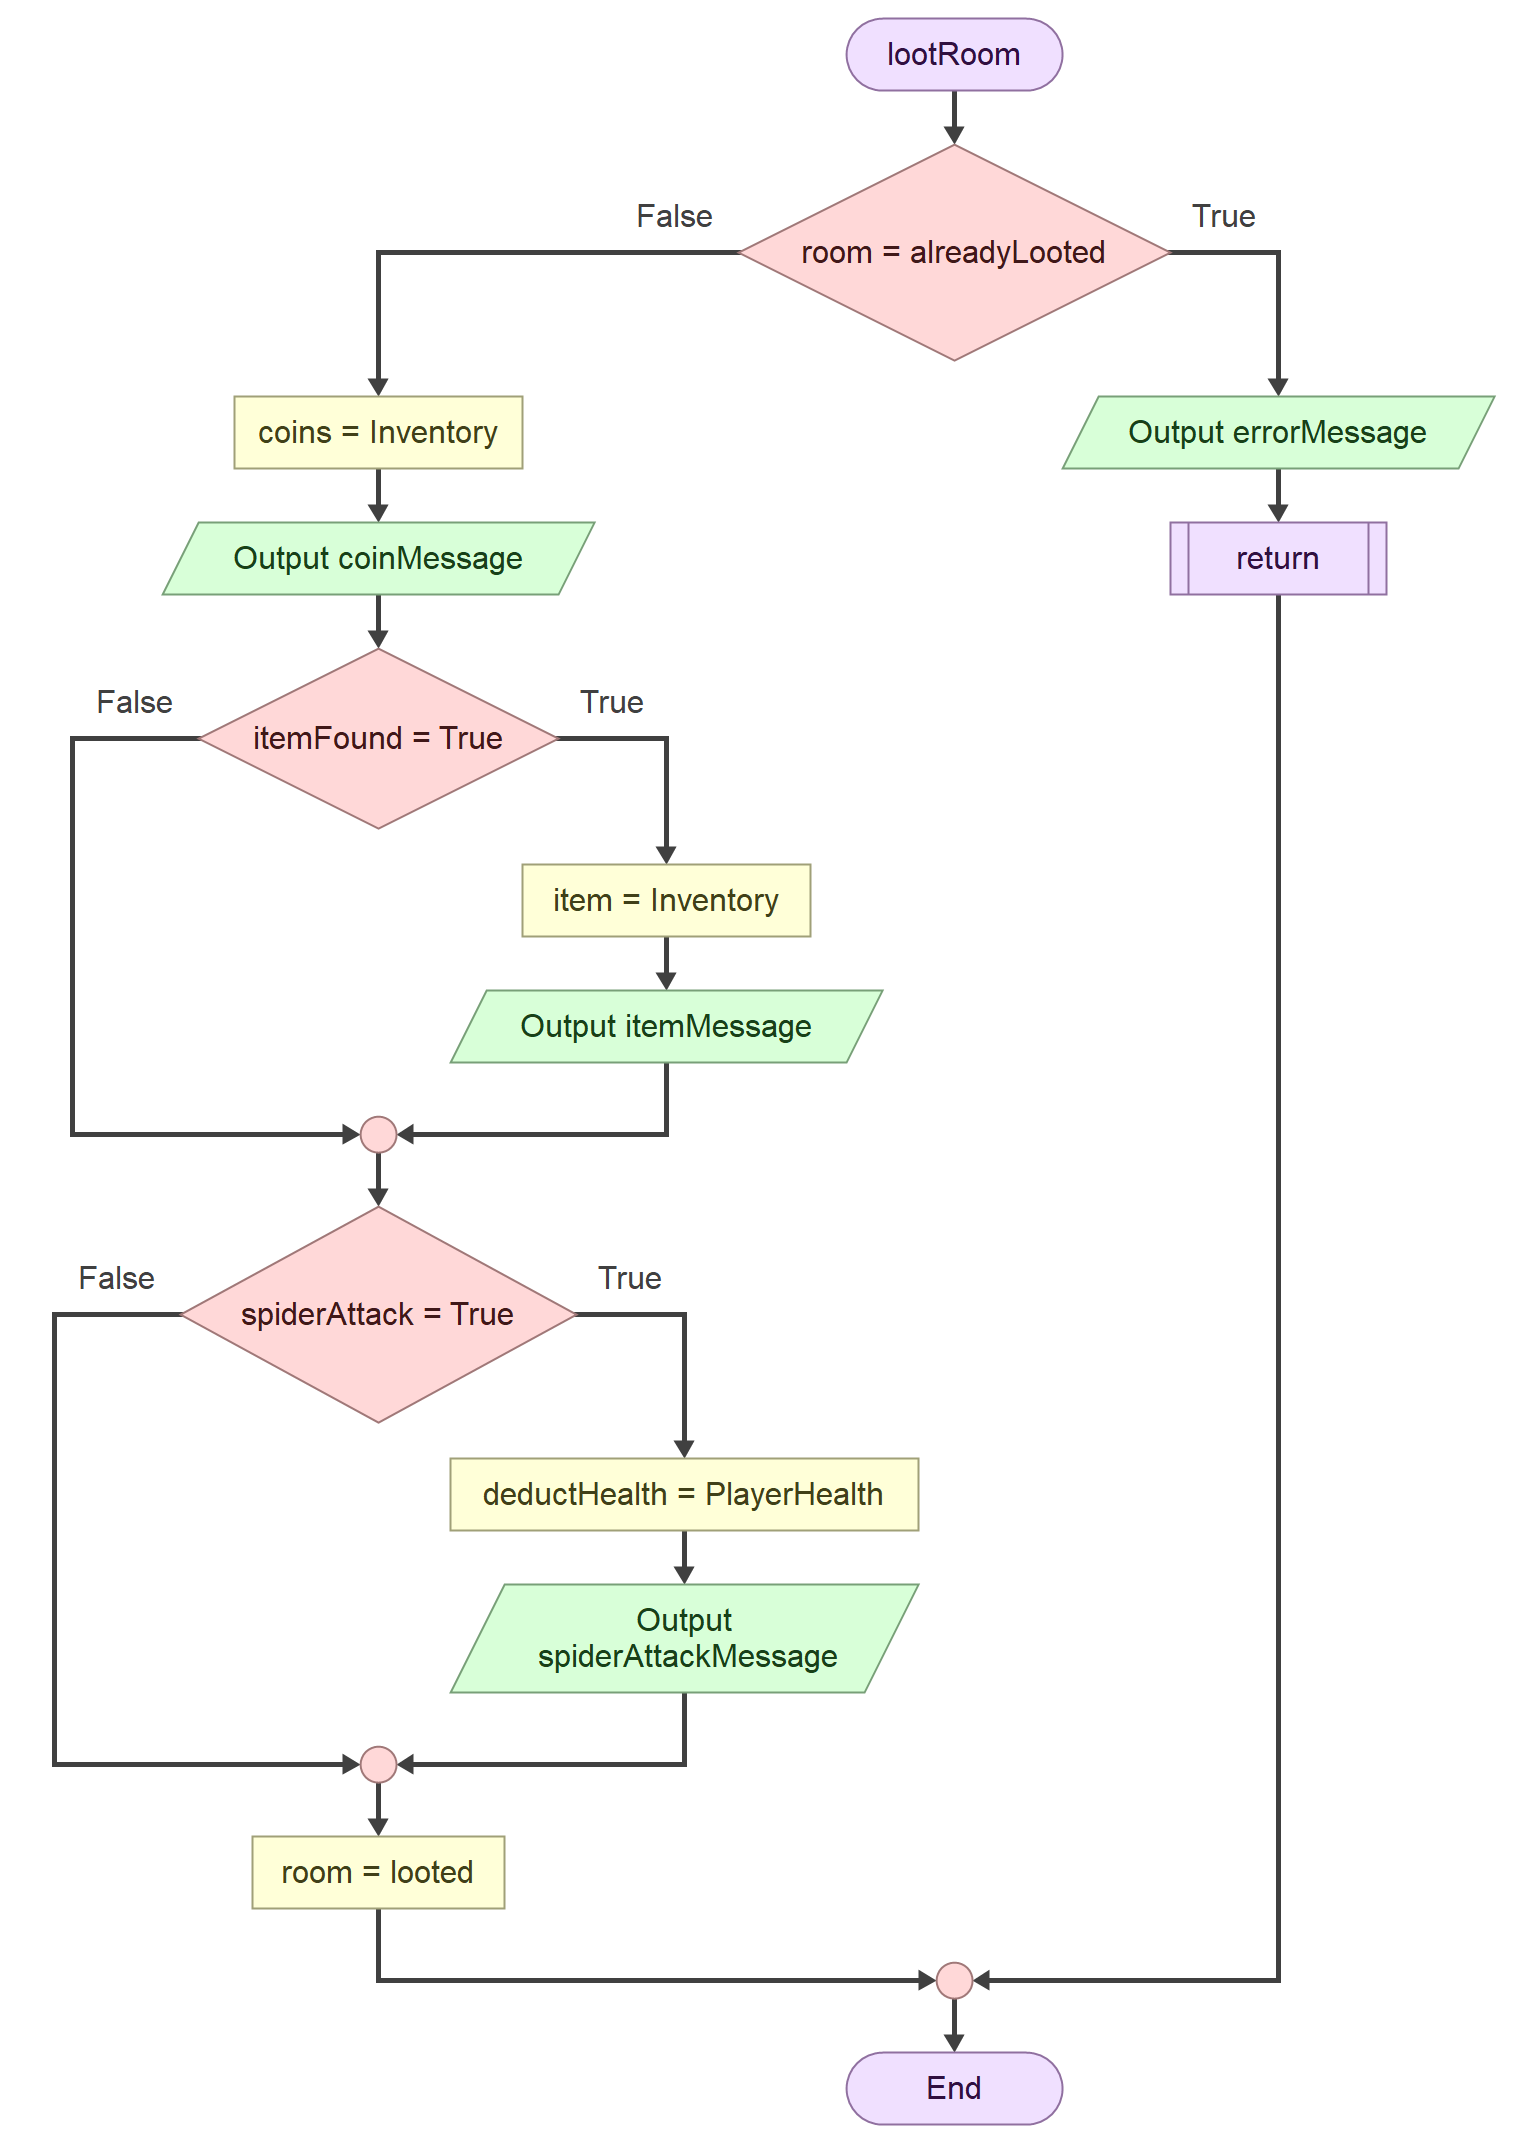 lootRoom
False
True
room = alreadyLooted
coins = Inventory
Output errorMessage
Output coinMessage
return
False
True
itemFound = True
item = Inventory
Output itemMessage
False
True
spiderAttack = True
deductHealth = PlayerHealth
Output
spiderAttackMessage
room = looted
End